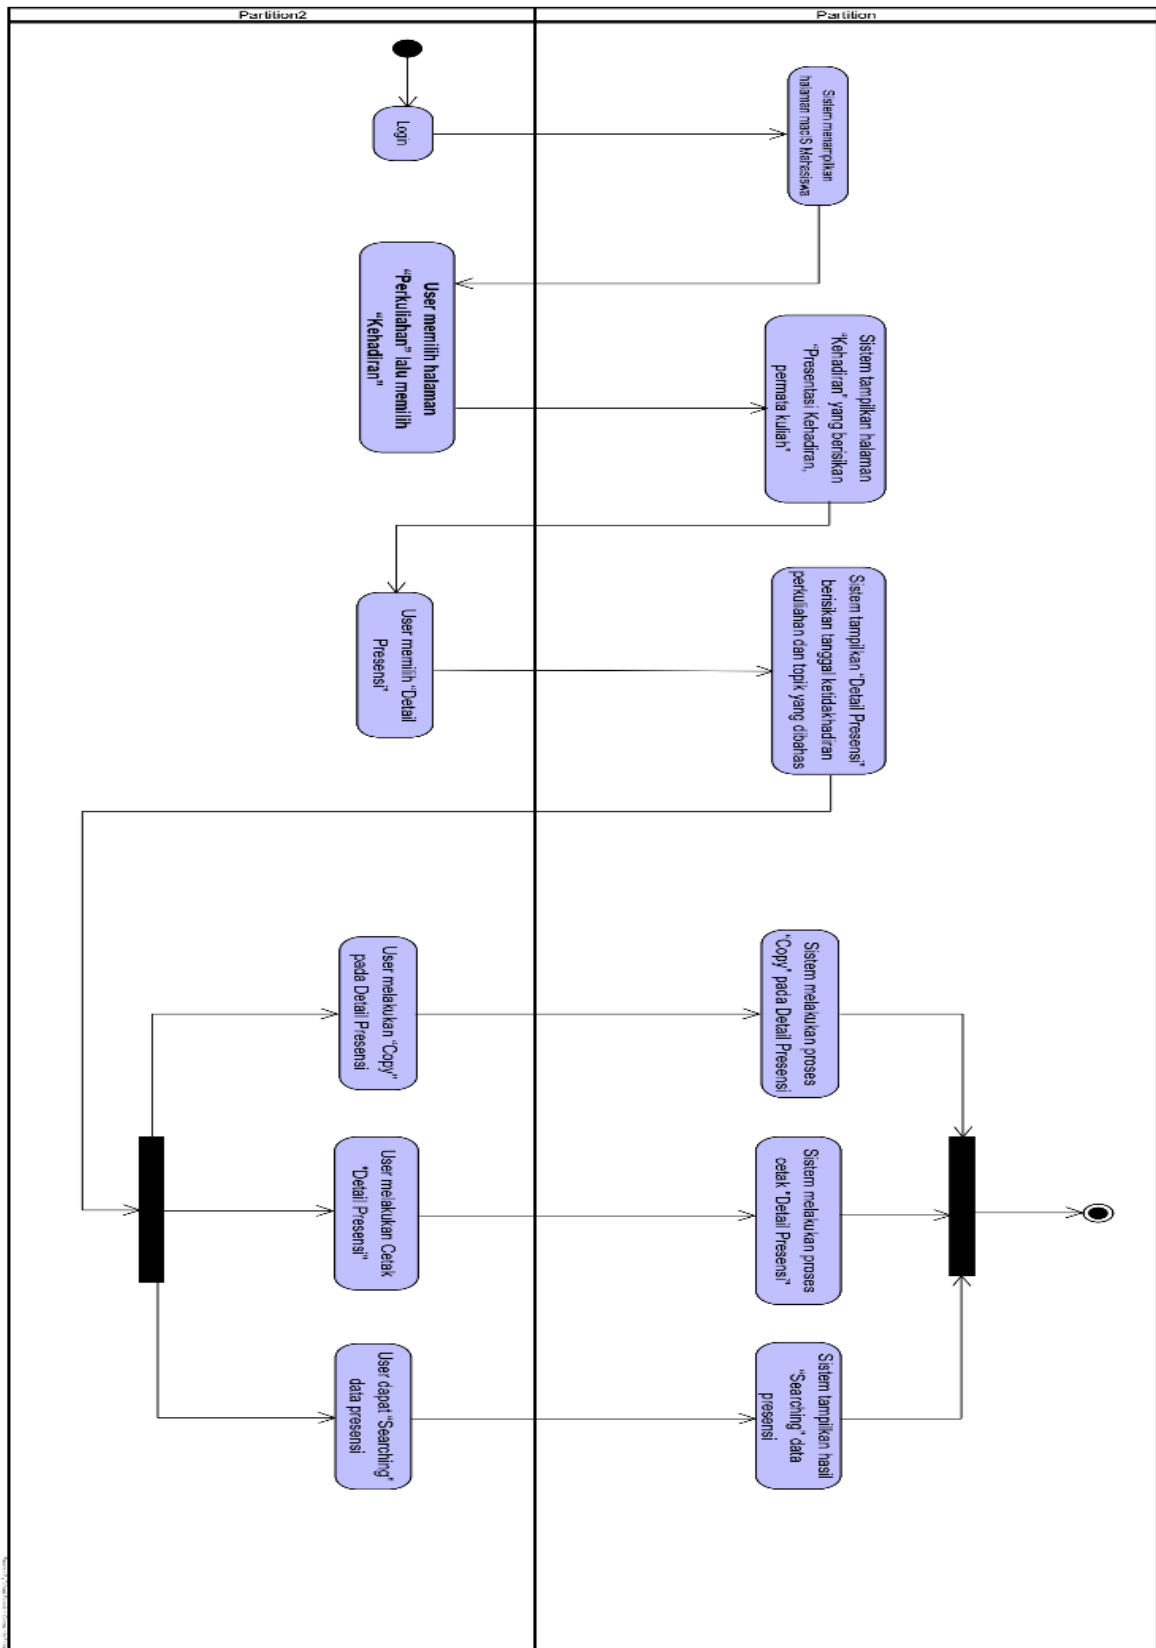 Partition2
Partition
Login
Sistem menampilkan
halaman macIS Mahasiswa
User memilih halaman
“Perkuliahan” lalu memilih
“Kehadiran”
Sistem tampilkan halaman
“Kehadiran” yang berisikan
“Presentasi Kehadiran,
permata kuliah”
User memilih “Detail
Presensi”
Sistem tampilkan “Detail Presensi”
berisikan tanggal ketidakhadiran
perkuliahan dan topik yang dibahas
User melakukan “Copy”
pada Detail Presensi
Sistem melakukan proses
“Copy” pada Detail Presensi
User melakukan Cetak
"Detail Presensi"
Sistem melakukan proses
cetak "Detail Presensi"
User dapat “Searching”
data presensi
Sistem tampilkan hasil
“Searching” data
presensi